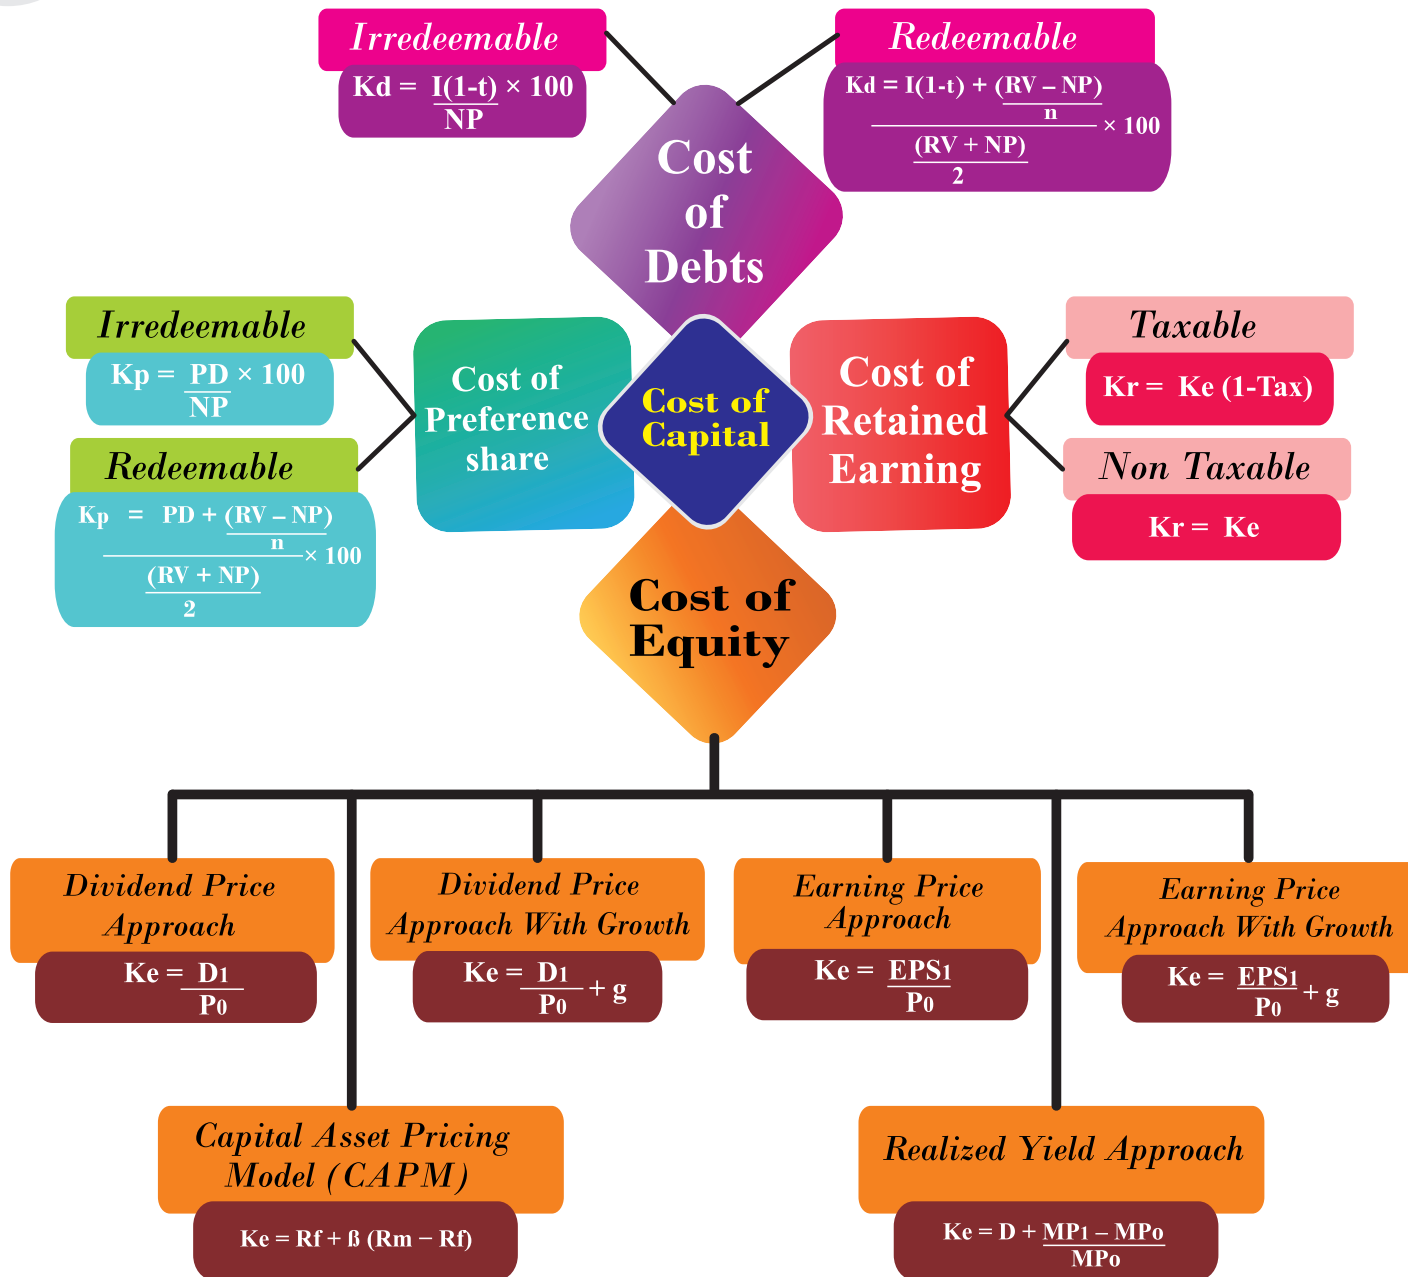 Irredeemable
Kd = I(1-t) × 100
NP
Redeemable
Kd = I(1-t) + (RV – NP)
n
× 100
(RV + NP)
2
Cost
of
Debts
Irredeemable
Kp = PD × 100
NP
Redeemable
Kp = PD + (RV – NP)
n
× 100
(RV + NP)
2
Cost of
Preference
share
Cost of
Capital
Cost of
Retained
Earning
Taxable
Kr = Ke (1-Tax)
Non Taxable
Kr = Ke
Cost of
Equity
Dividend Price
Approach
Ke = D1
P0
Dividend Price
Approach With Growth
Ke = D1
P0 + g
Earning Price
Approach
Ke = EPS1
P0
Earning Price
Approach With Growth
Ke = EPS1
P0 + g
Capital Asset Pricing
Model (CAPM)
Ke = Rf + ß (Rm – Rf)
Realized Yield Approach
Ke = D + MP1 – MPo
MPo